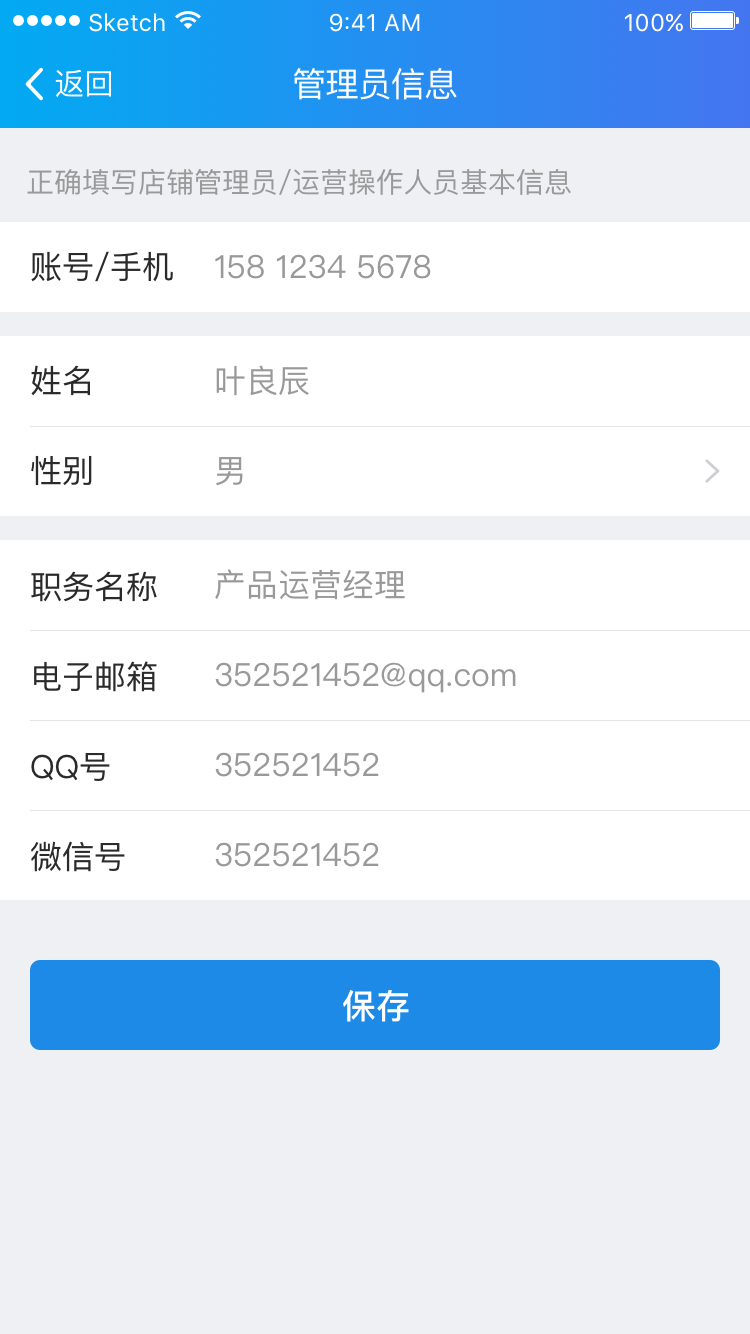 Sketch 9:41 AM 100%
返回 管理员信息
正确填写店铺管理员/运营操作人员基本信息
账号/手机 158 1234 5678
姓名 叶良辰
性别 男
职务名称 产品运营经理
电子邮箱 352521452@qq.com
QQ号 352521452
微信号 352521452
保存